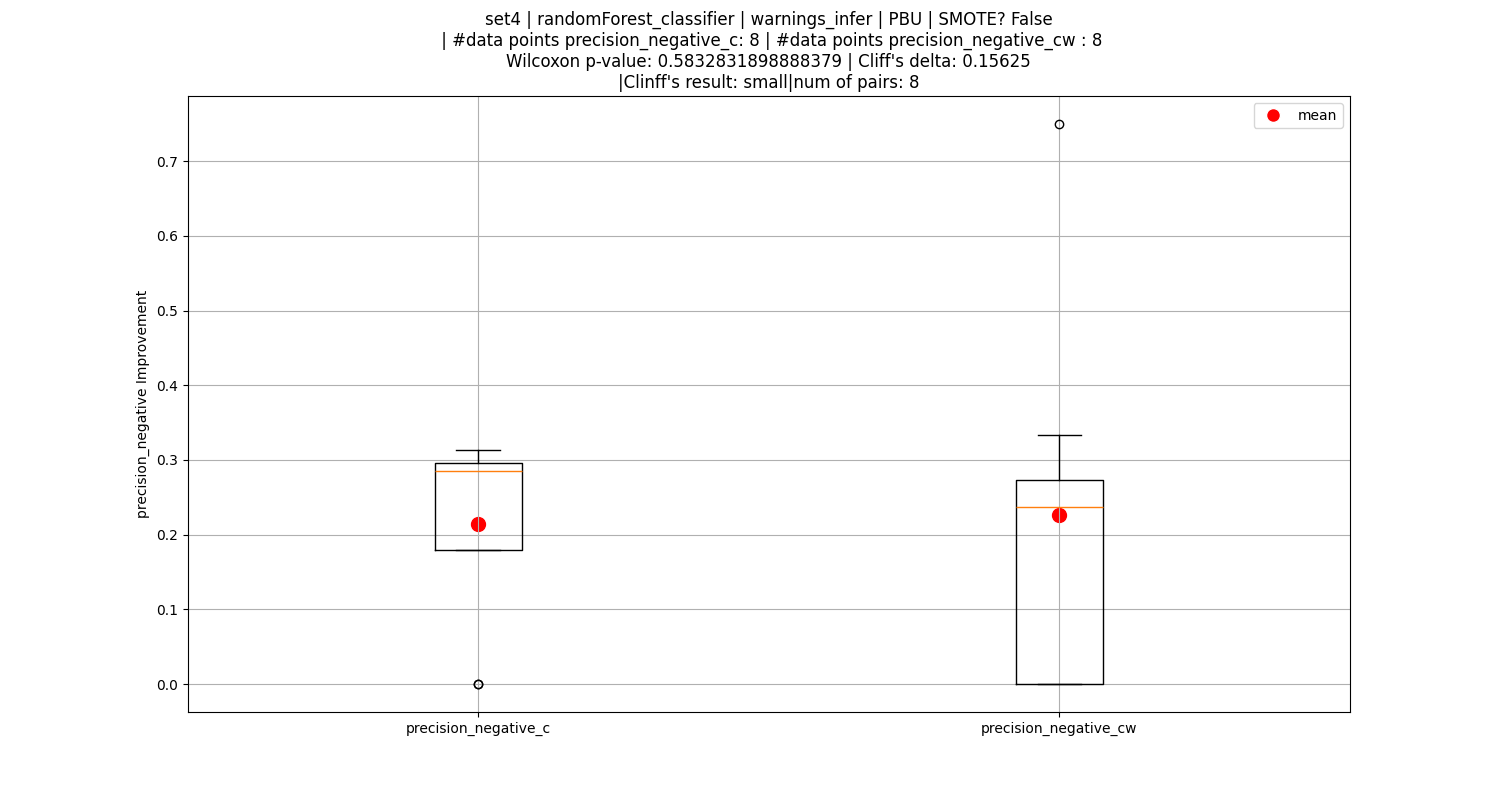 set4 | randomForest_classifier | warnings_infer | PBU | SMOTE? False
| #data points precision_negative_c: 8 | #data points precision_negative_cw : 8
Wilcoxon p-value: 0.5832831898888379 | Cliff's delta: 0.15625
|Clinff's result: small|num of pairs: 8
mean
0.7
0.6
0.5
0.4
0.3
0.2
0.1
0.0
precision_negative Improvement
precision_negative_c
precision_negative_cw